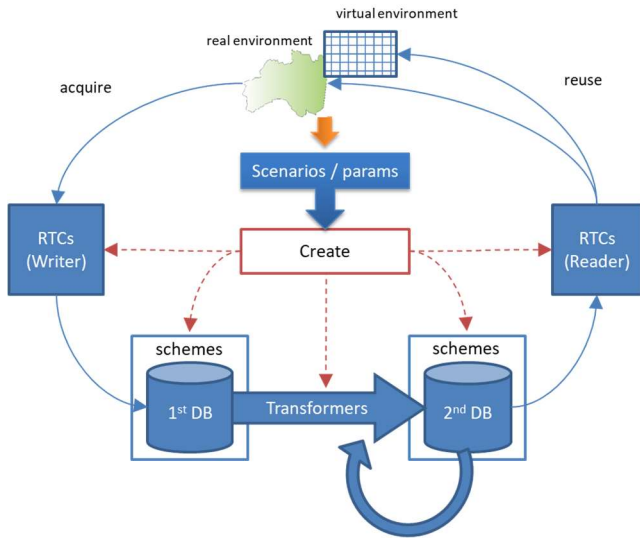 virtual environment
real environment
acquire
reuse
Scenarios / params
RTCs
(Writer)
Create
RTCs
(Reader)
schemes
schemes
1st DB
Transformers
2nd DB